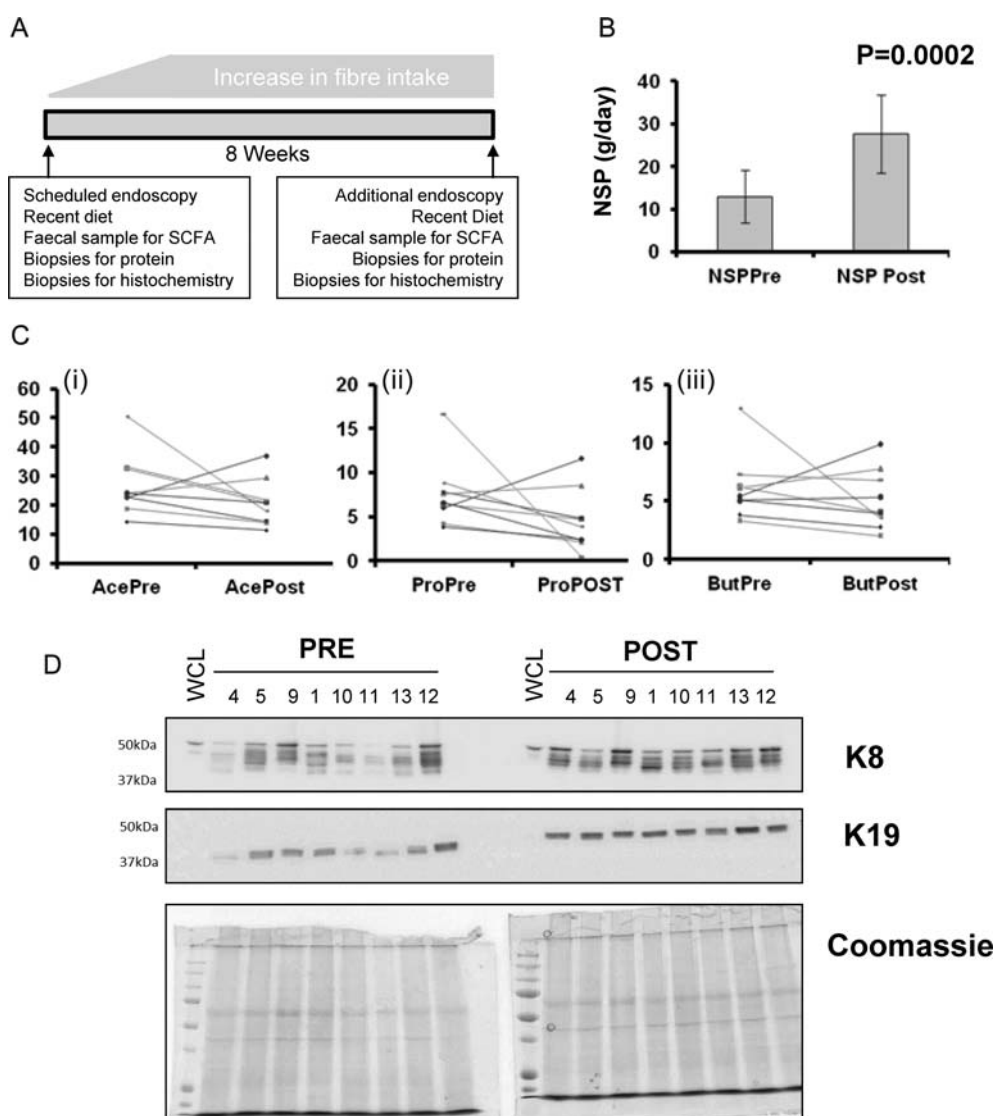 A
Increase in fibre intake
8 Weeks
Scheduled endoscopy
Recent diet
Faecal sample for SCFA
Biopsies for protein
Biopsies for histochemistry
Additional endoscopy
Recent Diet
Faecal sample for SCFA
Biopsies for protein
Biopsies for histochemistry
B
P=0.0002
NSP (g/day)
40
30
20
10
0
NSPPre NSP Post
C
(i)
60
50
40
30
20
10
0
AcePre AcePost
(ii)
20
15
10
5
0
ProPre ProPOST
(iii)
15
10
5
0
ButPre ButPost
D
PRE POST
WCL 4 5 9 1 10 11 13 12 WCL 4 5 9 1 10 11 13 12
50kDa
37kDa
K8
50kDa
37kDa
K19
Coomassie